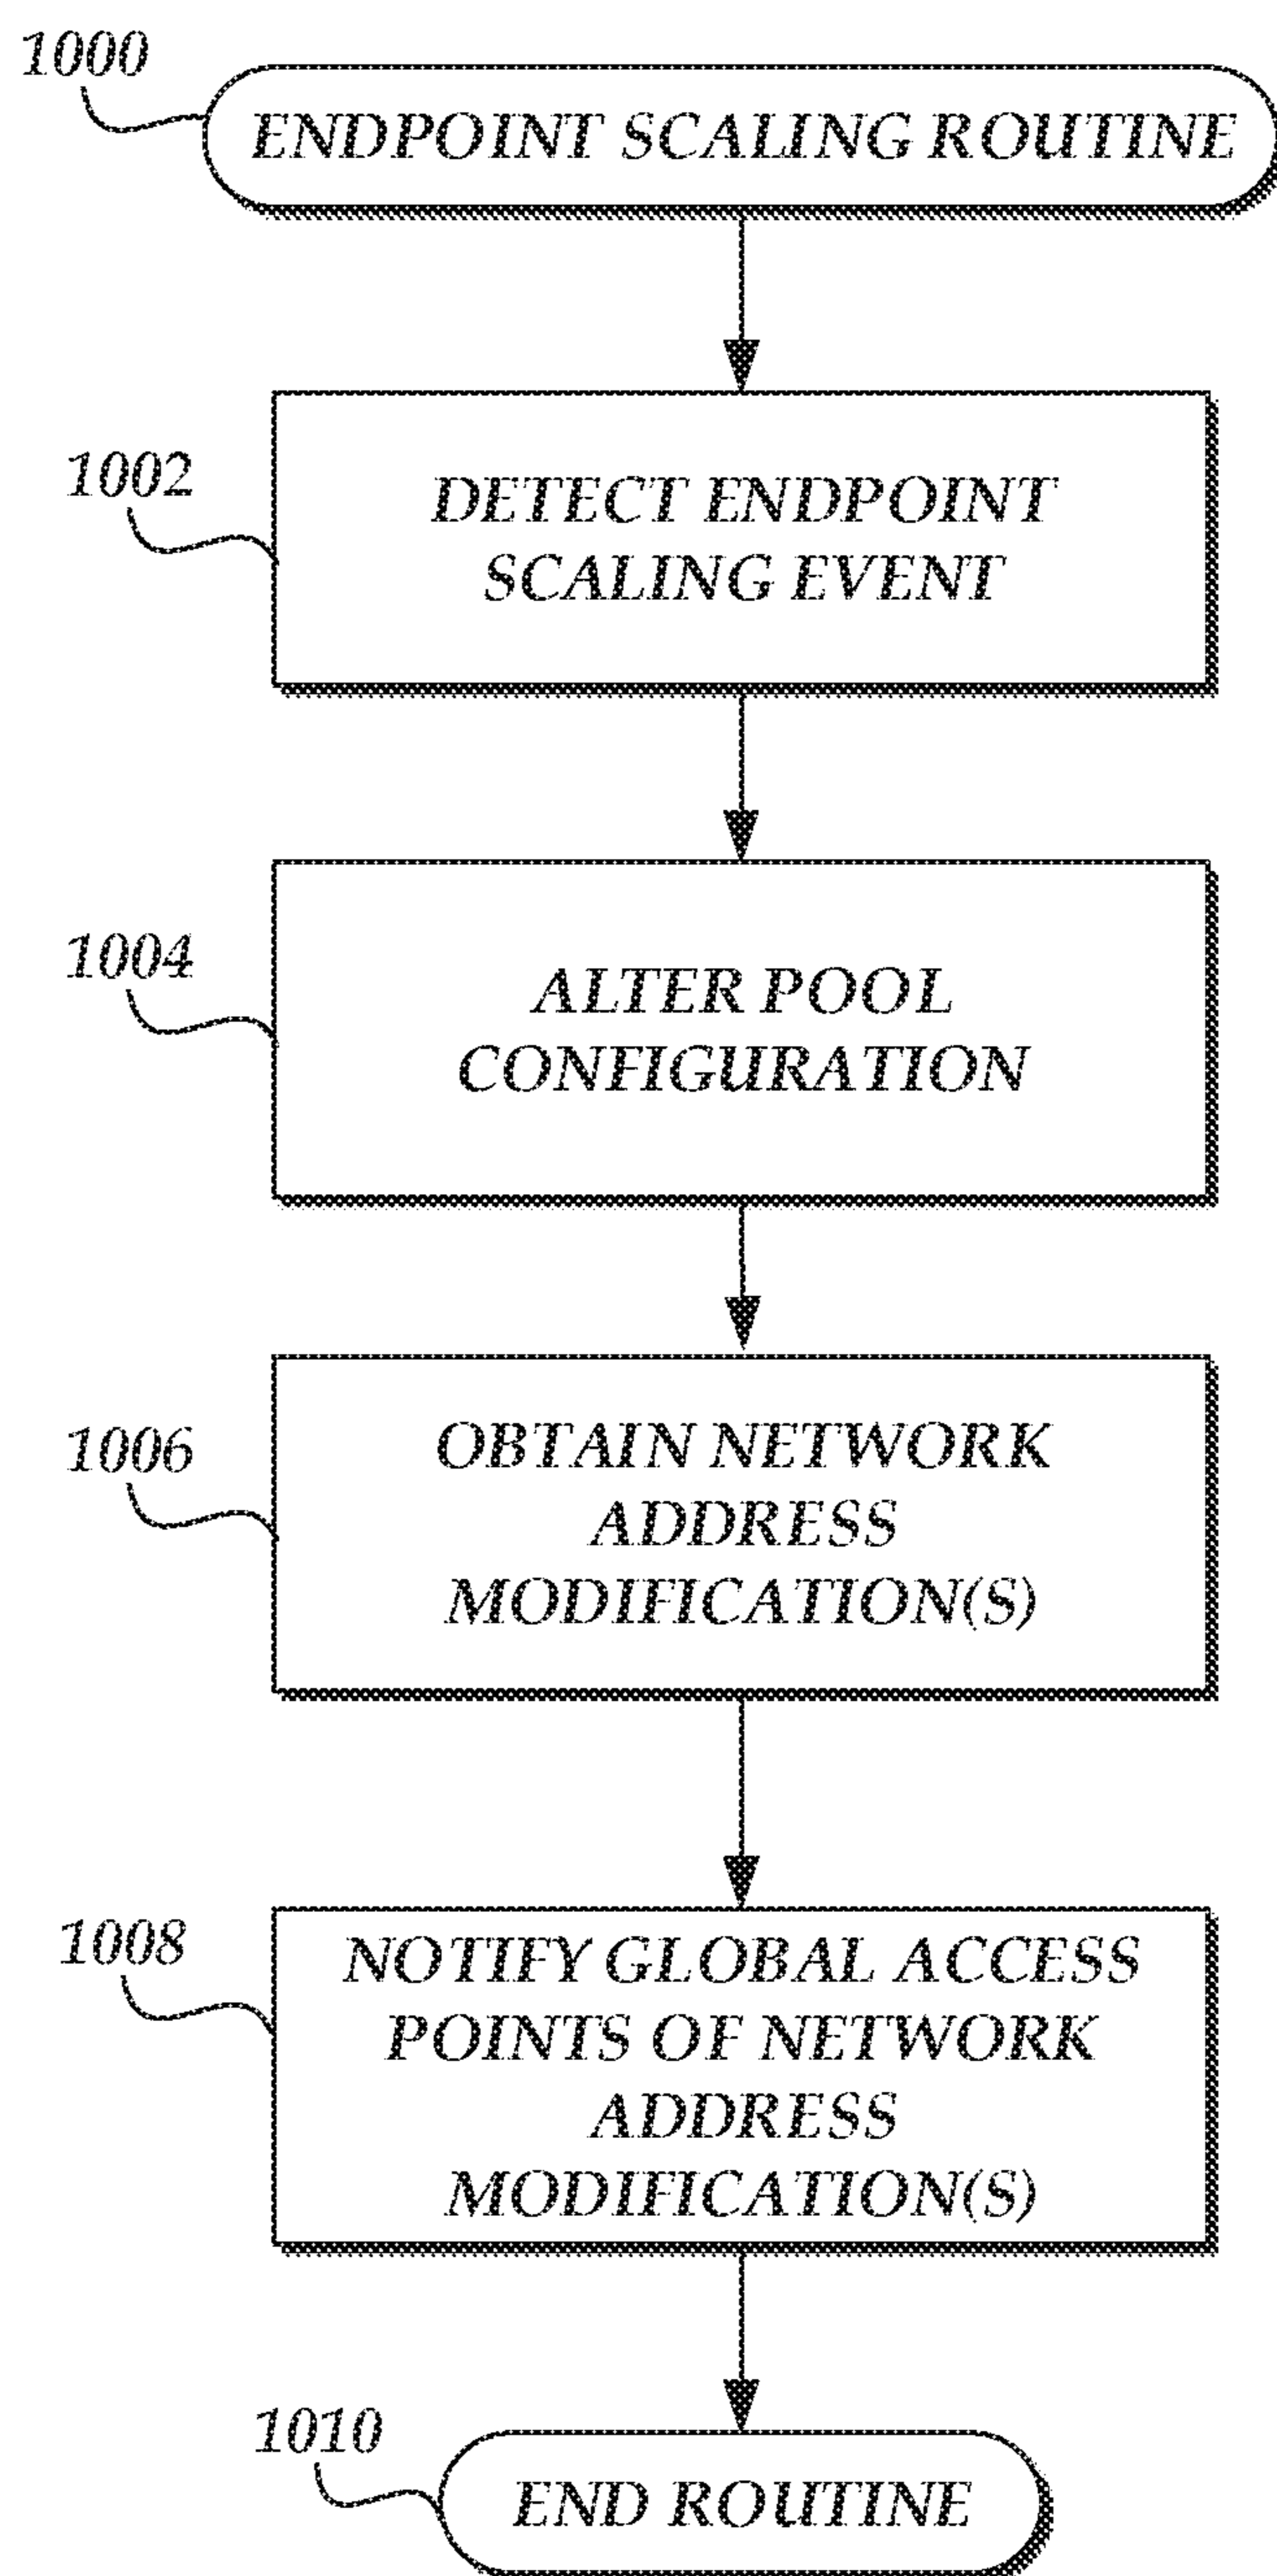 1000
ENDPOINT SCALING ROUTINE
1002
DETECT ENDPOINT
SCALING EVENT
1004
ALTER POOL
CONFIGURATION
1006
OBTAIN NETWORK
ADDRESS
MODIFICATION(S)
1008
NOTIFY GLOBAL ACCESS
POINTS OF NETWORK
ADDRESS
MODIFICATION(S)
1010
END ROUTINE